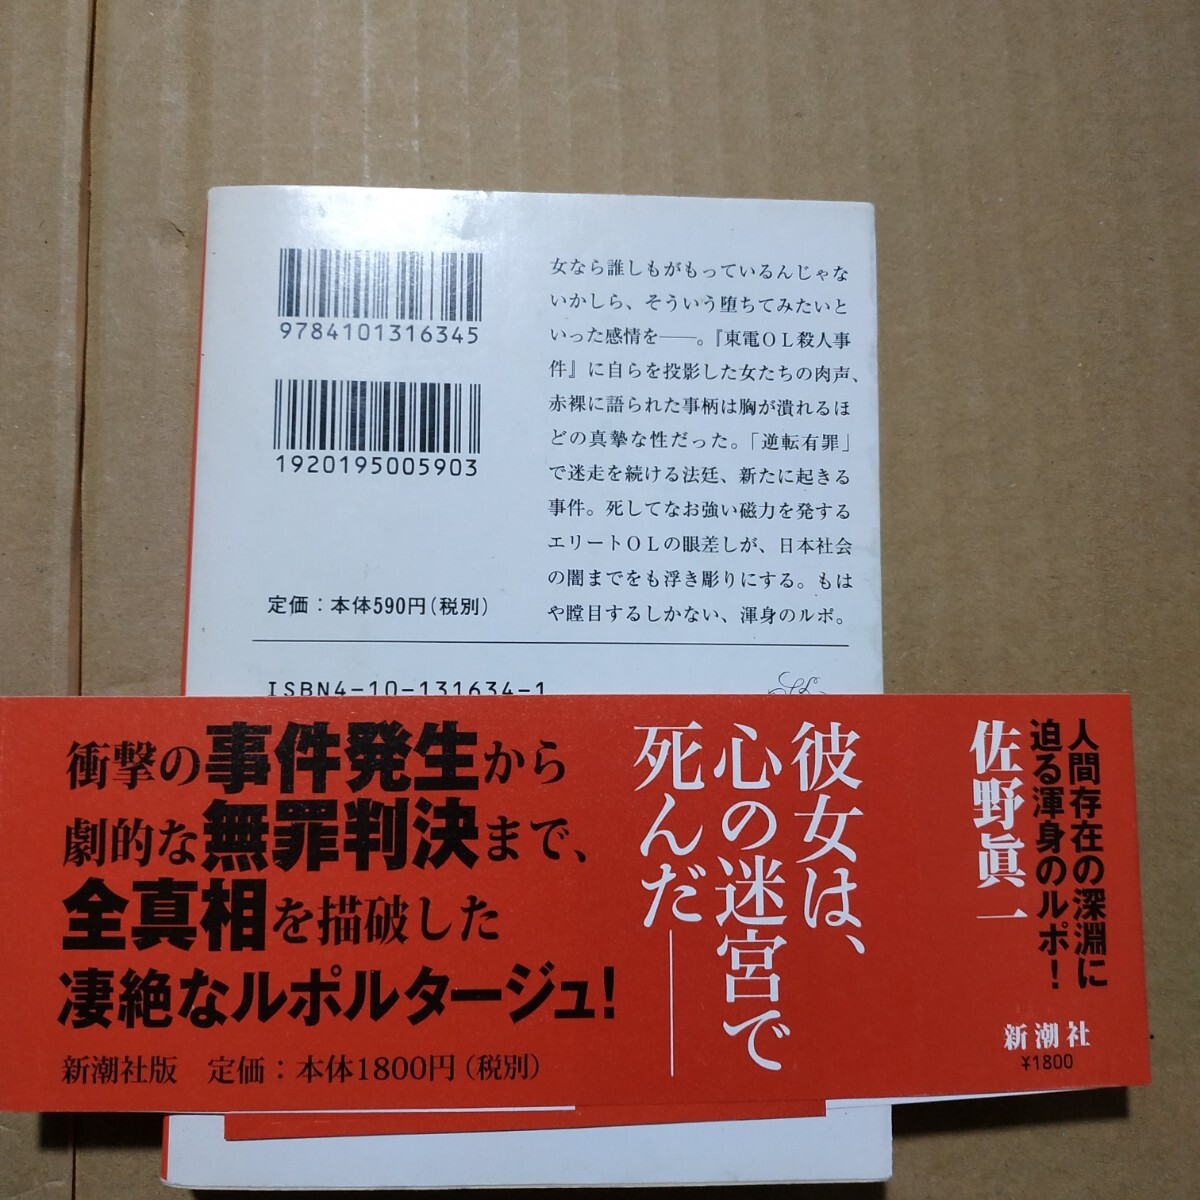 9784101316345
1920195005903
定価：本体590円（税別）
ISBN4-10-131634-1
女なら誰しもがもっているんじゃな
いかしら、そういう堕ちてみたいと
いった感情を――。『東電ＯＬ殺人事
件』に自らを投影した女たちの肉声、
赤裸に語られた事柄は胸が潰れるほ
どの真摯な性だった。「逆転有罪」
で迷走を続ける法廷、新たに起きる
事件。死してなお強い磁力を発する
エリートＯＬの眼差しが、日本社会
の闇までをも浮き彫りにする。もは
や瞠目するしかない、渾身のルポ。
衝撃の事件発生から
劇的な無罪判決まで、
全真相を描破した
凄絶なルポルタージュ！
新潮社版 定価：本体1800円（税別）
彼女は、
心の迷宮で
死んだ――
人間存在の深淵に
迫る渾身のルポ！
佐野眞一
新潮社
¥1800